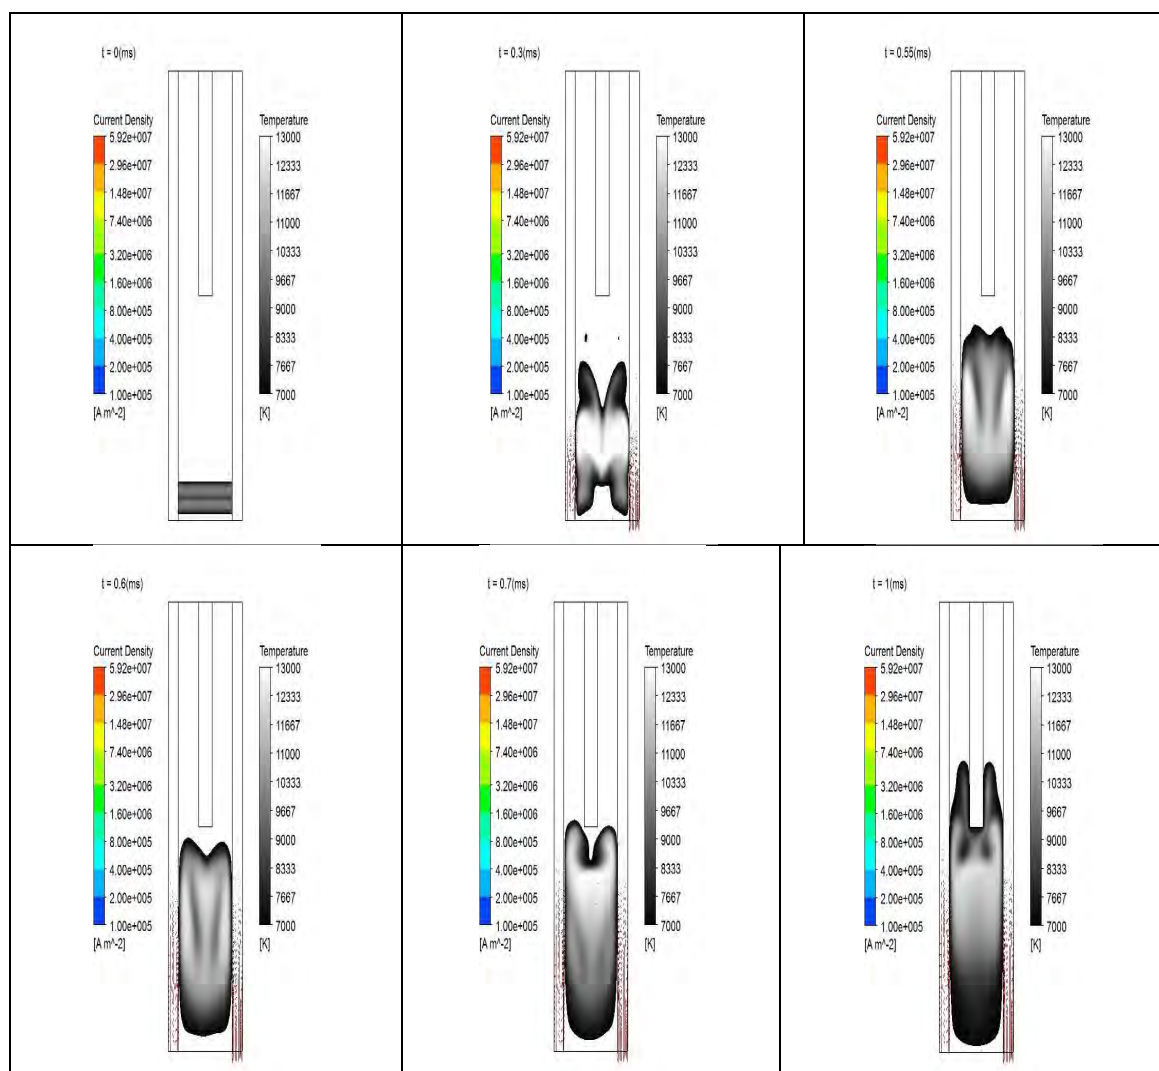 t = 0(ms)
Current Density
5.92e+007
2.96e+007
1.48e+007
7.40e+006
3.20e+006
1.60e+006
8.00e+005
4.00e+005
2.00e+005
1.00e+005
[A m^-2]
Temperature
13000
12333
11667
11000
10333
9667
9000
8333
7667
7000
[K]
t = 0.3(ms)
Current Density
5.92e+007
2.96e+007
1.48e+007
7.40e+006
3.20e+006
1.60e+006
8.00e+005
4.00e+005
2.00e+005
1.00e+005
[A m^-2]
Temperature
13000
12333
11667
11000
10333
9667
9000
8333
7667
7000
[K]
t = 0.55(ms)
Current Density
5.92e+007
2.96e+007
1.48e+007
7.40e+006
3.20e+006
1.60e+006
8.00e+005
4.00e+005
2.00e+005
1.00e+005
[A m^-2]
Temperature
13000
12333
11667
11000
10333
9667
9000
8333
7667
7000
[K]
t = 0.6(ms)
Current Density
5.92e+007
2.96e+007
1.48e+007
7.40e+006
3.20e+006
1.60e+006
8.00e+005
4.00e+005
2.00e+005
1.00e+005
[A m^-2]
Temperature
13000
12333
11667
11000
10333
9667
9000
8333
7667
7000
[K]
t = 0.7(ms)
Current Density
5.92e+007
2.96e+007
1.48e+007
7.40e+006
3.20e+006
1.60e+006
8.00e+005
4.00e+005
2.00e+005
1.00e+005
[A m^-2]
Temperature
13000
12333
11667
11000
10333
9667
9000
8333
7667
7000
[K]
t = 1(ms)
Current Density
5.92e+007
2.96e+007
1.48e+007
7.40e+006
3.20e+006
1.60e+006
8.00e+005
4.00e+005
2.00e+005
1.00e+005
[A m^-2]
Temperature
13000
12333
11667
11000
10333
9667
9000
8333
7667
7000
[K]